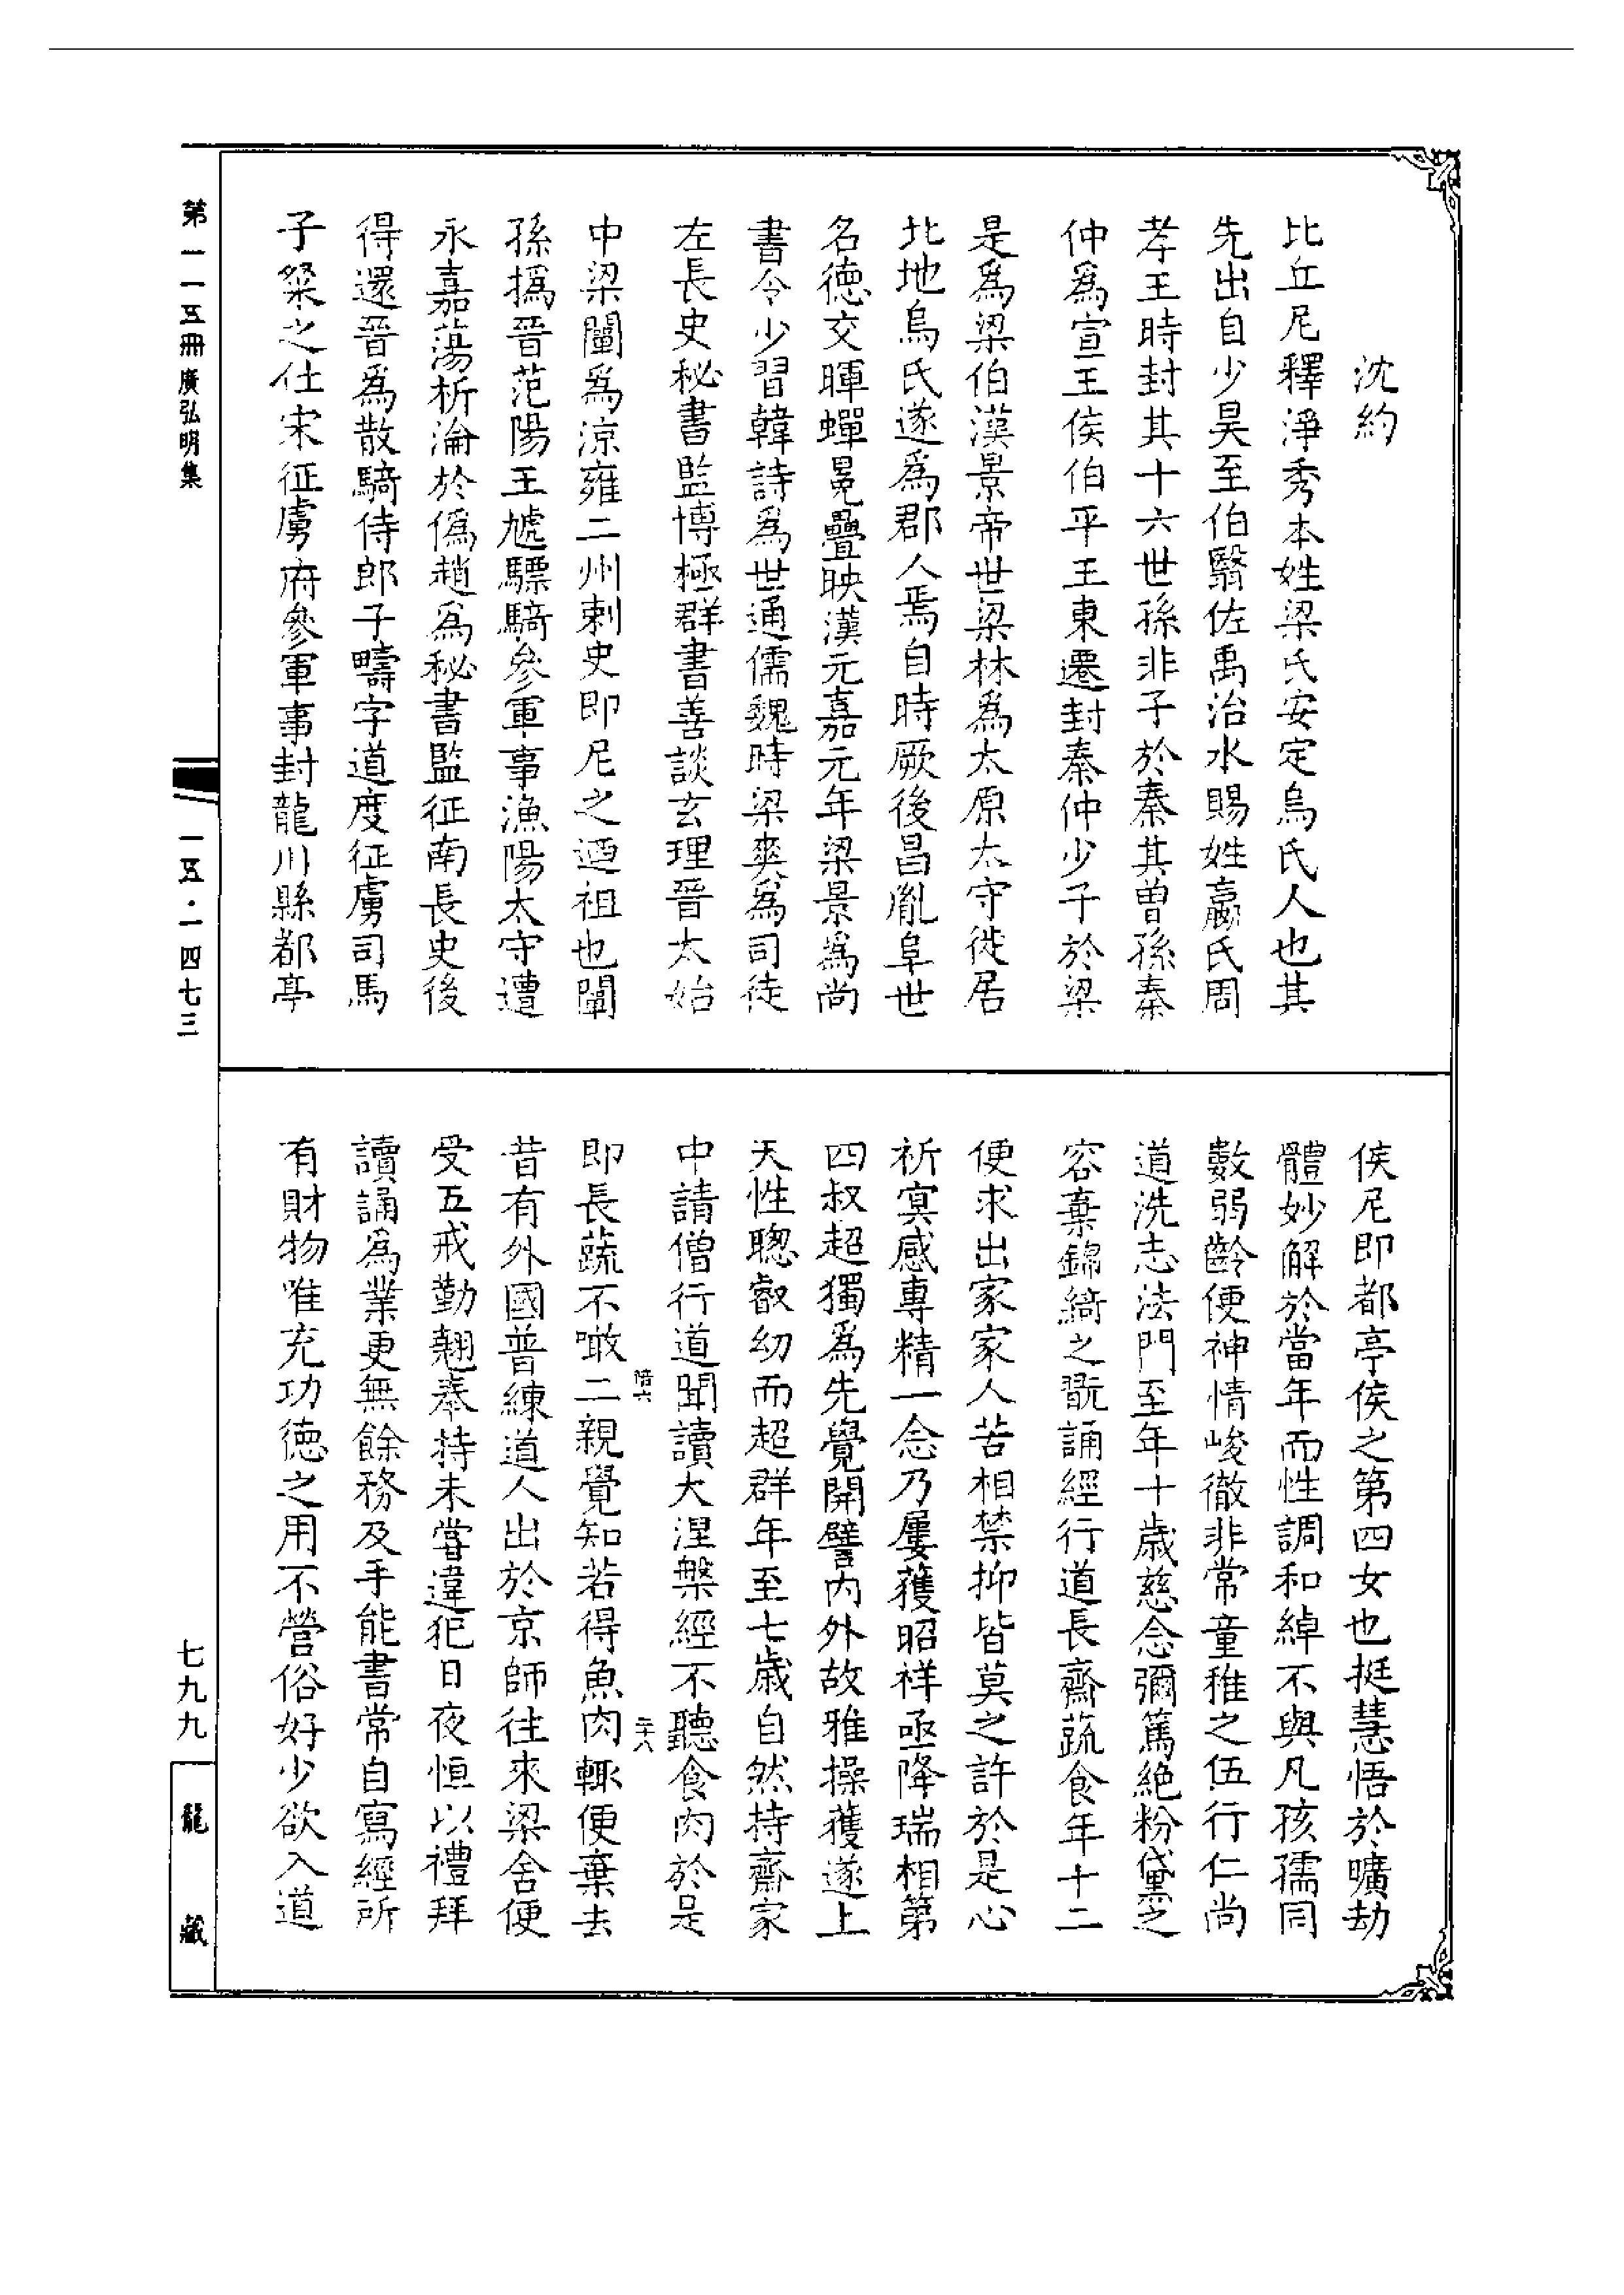 沈約
比丘尼釋淨秀本姓梁氏安定烏氏人也其
先出自少昊至伯翳佐禹治水賜姓嬴氏周
孝王時封其十六世孫非子於秦其曾孫秦
仲為宣王侯伯平王東遷封秦仲少子於梁
是為梁伯漢景帝世梁林為太原太守徙居
北地烏氏遂為郡人焉自時厥後昌胤阜世
名德交暉蟬冕疊映漢元嘉元年梁景為尚
書令少習韓詩為世通儒魏時梁爽為司徒
左長史秘書監博極群書善談玄理晉太始
中梁闡為涼雍二州刺史即尼之迺祖也闡
孫撝晉范陽王虓驃騎參軍事漁陽太守遭
永嘉蕩析淪於偽趙為秘書監征南長史後
得還晉為散騎侍郎子疇字道度征虜司馬
子粲之仕宋征虜府參軍事封龍川縣都亭
侯尼即都亭侯之第四女也挺慧悟於曠劫
體妙解於當年而性調和綽不與凡孩孺同
數弱齡便神情峻徹非常童稚之伍行仁尚
道洗志法門至年十歲慈念彌篤絕粉黛之
容棄錦綺之翫誦經行道長齋蔬食年十二
便求出家家人苦相禁抑皆莫之許於是心
祈冥感專精一念乃屢獲昭祥亟降瑞相第
四叔超獨為先覺開譬內外故雅操獲遂上
天性聰叡幼而超群年至七歲自然持齋家
中請僧行道聞讀大涅槃經不聽食肉於是
即長蔬不噉二親覺知若得魚肉輒便棄去
昔有外國普練道人出於京師往來梁舍便
受五戒勤翹奉持未嘗違犯日夜恒以禮拜
讀誦為業更無餘務及手能書常自寫經所
有財物唯充功德之用不營俗好少欲入道
第一一五冊 廣弘明集
一五·一四七三
七九九
龍藏